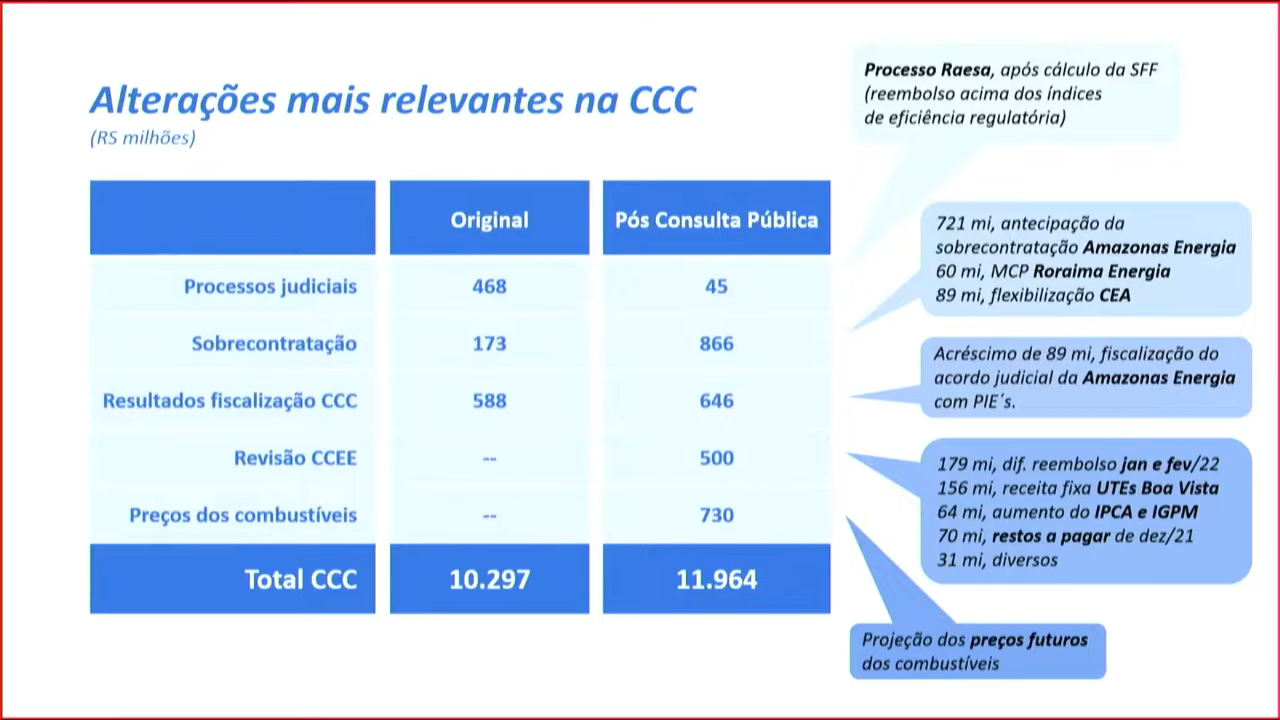 Alterações mais relevantes na CCC
(RS milhões)
Original
Pós Consulta Pública
Processos judiciais 468 45
Sobrecontratação 173 866
Resultados fiscalização CCC 588 646
Revisão CCEE -- 500
Preços dos combustíveis -- 730
Total CCC 10.297 11.964
Processo Raesa, após cálculo da SFF
(reembolso acima dos índices
de eficiência regulatória)
721 mi, antecipação da
sobrecontratação Amazonas Energia
60 mi, MCP Roraima Energia
89 mi, flexibilização CEA
Acréscimo de 89 mi, fiscalização do
acordo judicial da Amazonas Energia
com PIE´s.
179 mi, dif. reembolso jan e fev/22
156 mi, receita fixa UTEs Boa Vista
64 mi, aumento do IPCA e IGPM
70 mi, restos a pagar de dez/21
31 mi, diversos
Projeção dos preços futuros
dos combustíveis